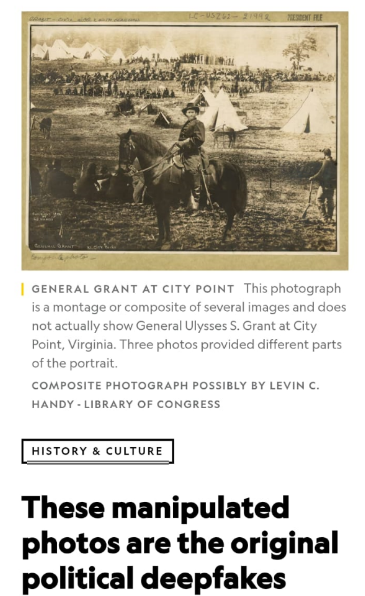 LC-USZ62-21992
PRESIDENT FILE
GENERAL GRANT AT CITY POINT This photograph
is a montage or composite of several images and does
not actually show General Ulysses S. Grant at City
Point, Virginia. Three photos provided different parts
of the portrait.
COMPOSITE PHOTOGRAPH POSSIBLY BY LEVIN C.
HANDY - LIBRARY OF CONGRESS
HISTORY & CULTURE
These manipulated
photos are the original
political deepfakes